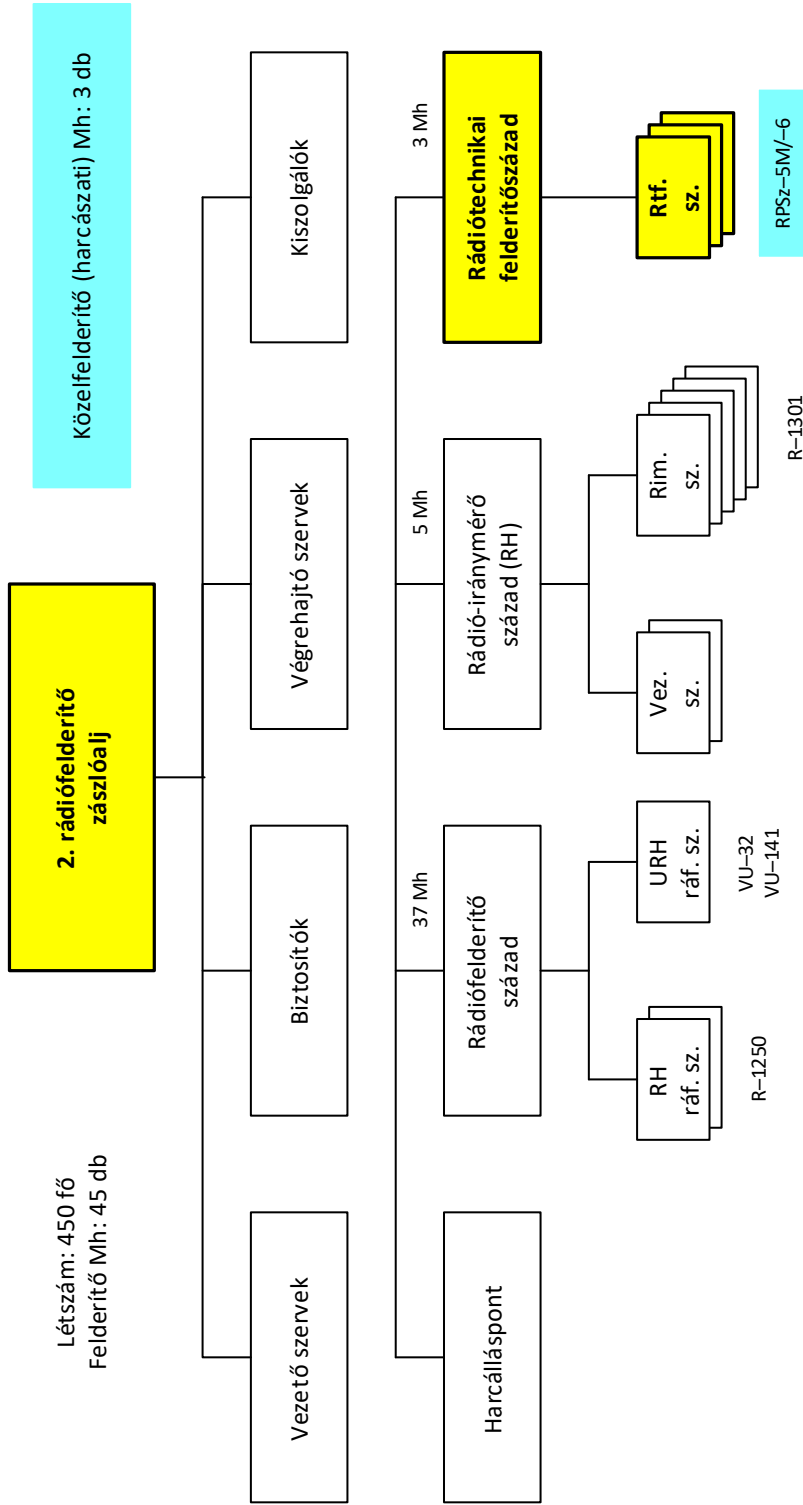 Létszám: 450 fő
Felderítő Mh: 45 db
2. rádiófelderítő
zászlóalj
Közelfelderítő (harcászati) Mh: 3 db
Vezető szervek
Biztosítók
Végrehajtó szervek
Kiszolgálók
37 Mh
5 Mh
3 Mh
Harcálláspont
Rádiófelderítő
század
Rádió-iránymérő
század (RH)
Rádiótechnikai
felderítőszázad
RH
ráf. sz.
URH
ráf. sz.
Vez.
sz.
Rim.
sz.
Rtf.
sz.
R–1250
VU–32
VU–141
R–1301
RPSz–5M/–6